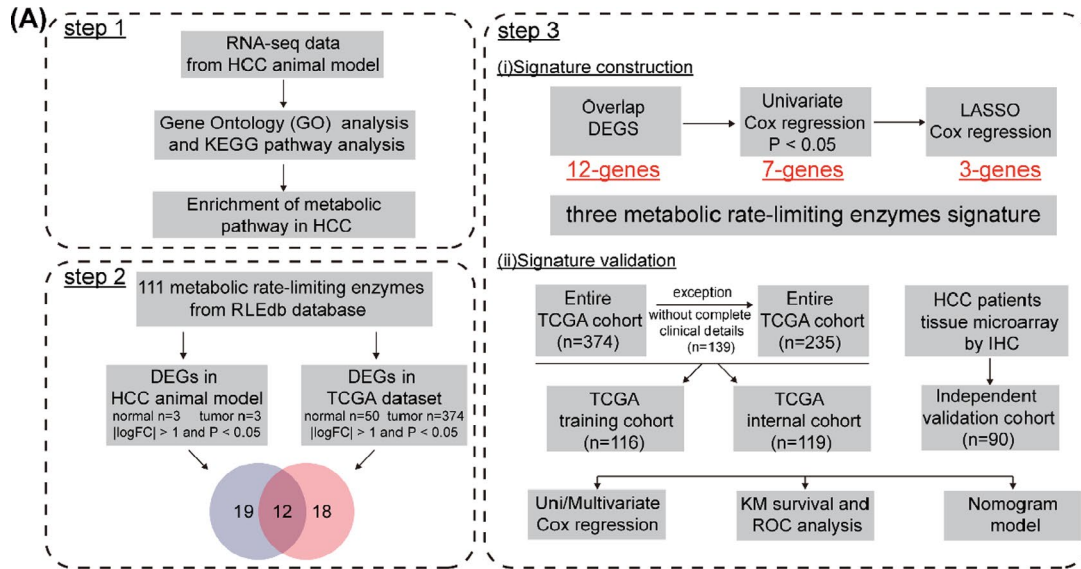 (A)
step 1
RNA-seq data
from HCC animal model
Gene Ontology (GO) analysis
and KEGG pathway analysis
Enrichment of metabolic
pathway in HCC
step 2
111 metabolic rate-limiting enzymes
from RLEdb database
DEGs in
HCC animal model
normal n=3 tumor n=3
|logFC| > 1 and P < 0.05
DEGs in
TCGA dataset
normal n=50 tumor n=374
|logFC| > 1 and P < 0.05
19
12
18
step 3
(i)Signature construction
Overlap
DEGS
12-genes
Univariate
Cox regression
P < 0.05
7-genes
LASSO
Cox regression
3-genes
three metabolic rate-limiting enzymes signature
(ii)Signature validation
Entire
TCGA cohort
(n=374)
exception
without complete
clinical details
(n=139)
Entire
TCGA cohort
(n=235)
HCC patients
tissue microarray
by IHC
TCGA
training cohort
(n=116)
TCGA
internal cohort
(n=119)
Independent
validation cohort
(n=90)
Uni/Multivariate
Cox regression
KM survival and
ROC analysis
Nomogram
model